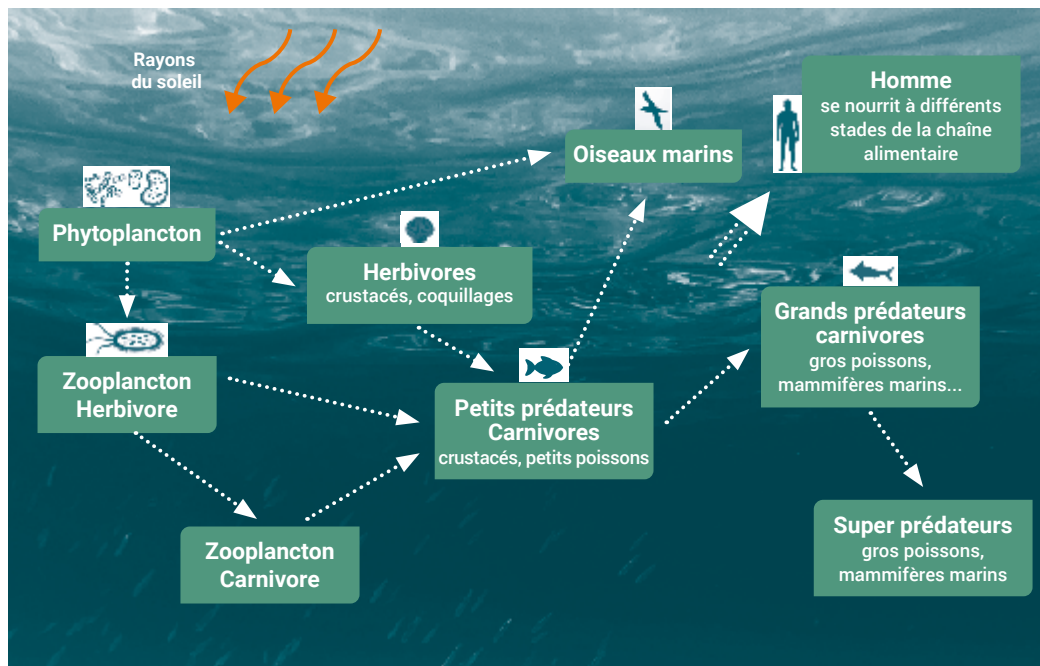 Rayons
du soleil
Homme
se nourrit à différents
stades de la chaîne
alimentaire
Oiseaux marins
Phytoplancton
Herbivores
crustacés, coquillages
Grands prédateurs
carnivores
gros poissons,
mammifères marins...
Zooplancton
Herbivore
Petits prédateurs
Carnivores
crustacés, petits poissons
Zooplancton
Carnivore
Super prédateurs
gros poissons,
mammifères marins